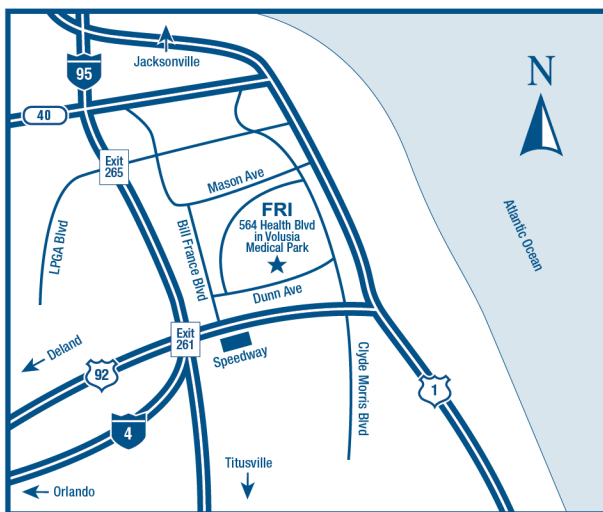 Jacksonville
95
N
40
Exit
265
Mason Ave
FRI
564 Health Blvd
in Volusia
Medical Park
LPGA Blvd
Bill France Blvd
Atlantic Ocean
Dunn Ave
Exit
261
Speedway
Deland
92
Clyde Morris Blvd
1
4
Titusville
Orlando